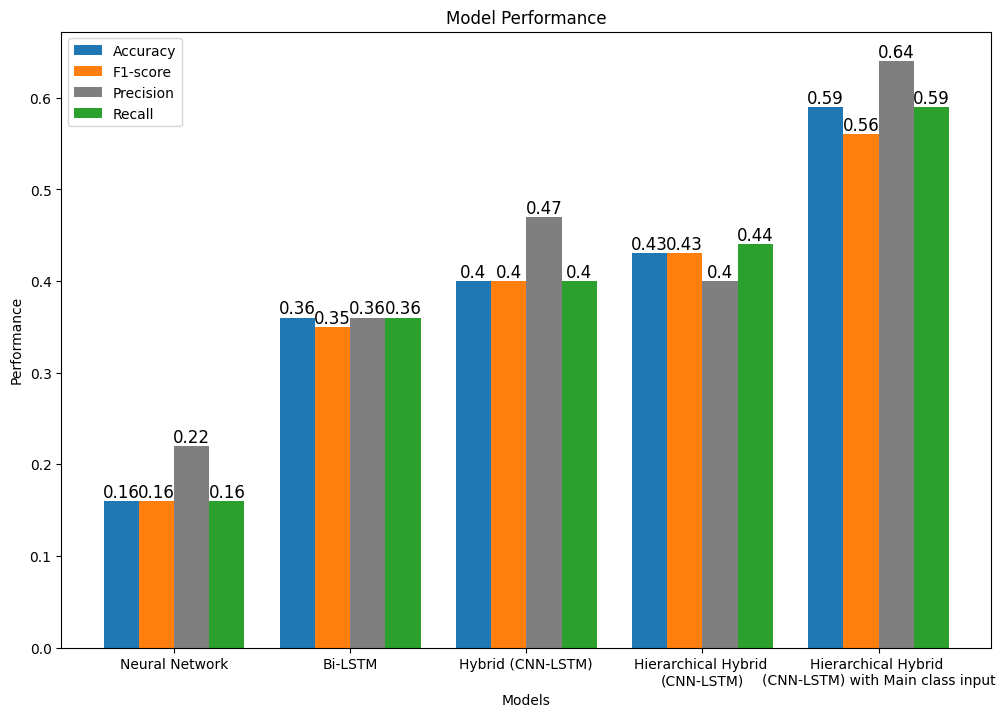 Model Performance
Accuracy
F1-score
Precision
Recall
Performance
0.6
0.5
0.4
0.3
0.2
0.1
0.0
0.16
0.16
0.22
0.16
0.36
0.35
0.36
0.36
0.4
0.4
0.47
0.4
0.43
0.43
0.4
0.44
0.59
0.56
0.64
0.59
Neural Network
Bi-LSTM
Hybrid (CNN-LSTM)
Hierarchical Hybrid
(CNN-LSTM)
Hierarchical Hybrid
(CNN-LSTM) with Main class input
Models